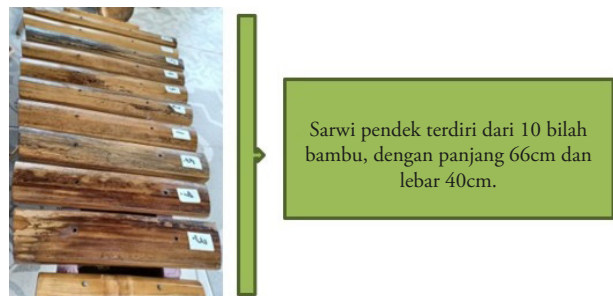 Sarwi pendek terdiri dari 10 bilah
bambu, dengan panjang 66cm dan
lebar 40cm.